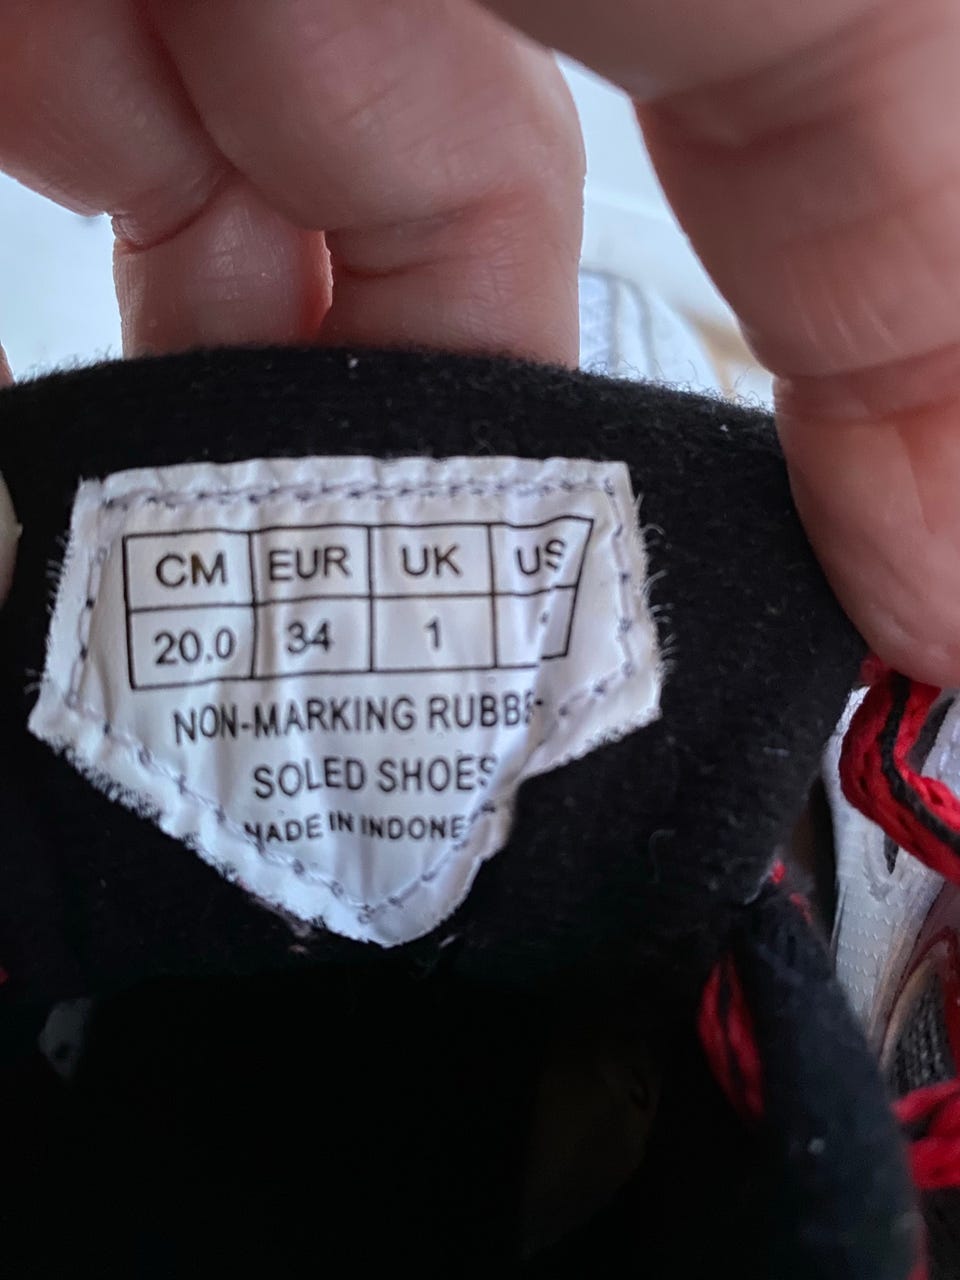 CM EUR UK US
20.0 34 1
NON-MARKING RUBBE
SOLED SHOES
MADE IN INDONE